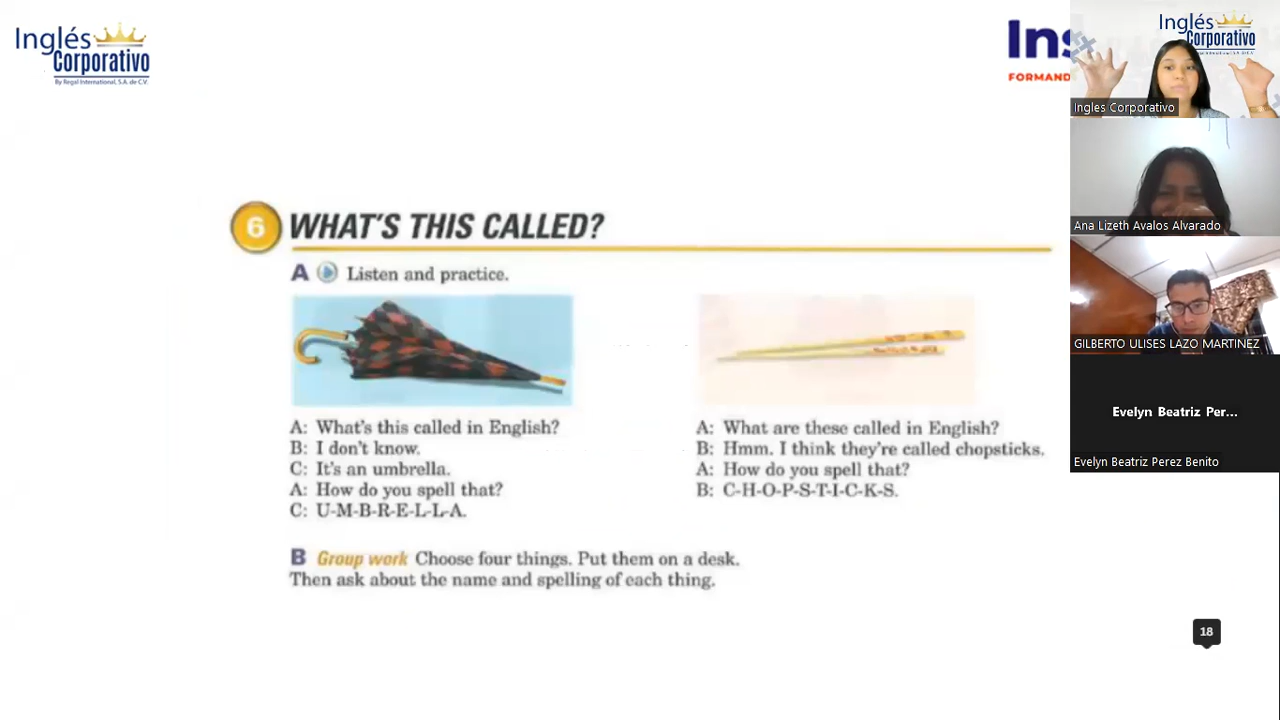 Inglés
Corporativo
By Regal International, S.A. de C.V.
Ins
FORMAND
Inglés
Corporativo
Ingles Corporativo
Ana Lizeth Avalos Alvarado
GILBERTO ULISES LAZO MARTINEZ
Evelyn Beatriz Per...
Evelyn Beatriz Perez Benito
6 WHAT'S THIS CALLED?
A Listen and practice.
A: What's this called in English?
B: I don't know.
C: It's an umbrella.
A: How do you spell that?
C: U-M-B-R-E-L-L-A.
A: What are these called in English?
B: Hmm. I think they're called chopsticks.
A: How do you spell that?
B: C-H-O-P-S-T-I-C-K-S.
B Group work Choose four things. Put them on a desk.
Then ask about the name and spelling of each thing.
18